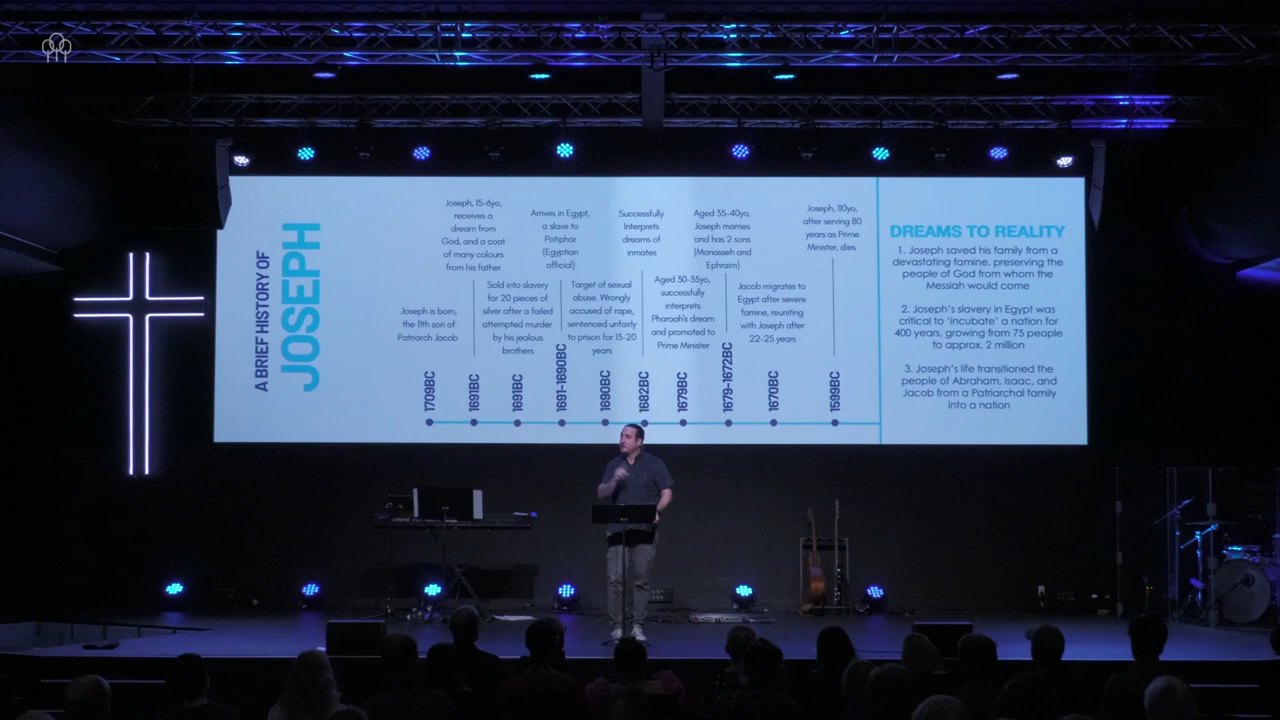 A BRIEF HISTORY OF
JOSEPH
Joseph is born,
the 11th son of
Patriarch Jacob
1709BC
Joseph, 15-6yo,
receives a
dream from
God, and a coat
of many colours
from his father
1691BC
Sold into slavery
for 20 pieces of
silver after a failed
attempted murder
by his jealous
brothers.
1691BC
Arrives in Egypt,
a slave to
Potiphar
(Egyptian
official)
1691-1690BC
Target of sexual
abuse. Wrongly
accused of rape,
sentenced unfairly
to prison for 13-20
years
1690BC
Successfully
Interprets
dreams of
inmates
1682BC
Aged 30-35yo,
successfully
interprets
Pharoah's dream
and promoted to
Prime Minister
1679BC
Aged 35-40yo,
Joseph marries
and has 2 sons
(Manasseh and
Ephraim)
1679-1672BC
Jacob migrates to
Egypt after severe
famine, reuniting
with Joseph after
22-25 years
1670BC
Joseph, 110yo,
after serving 80
years as Prime
Minister, dies
1599BC
DREAMS TO REALITY
1. Joseph saved his family from a
devastating famine, preserving the
people of God from whom the
Messiah would come
2. Joseph's slavery in Egypt was
critical to 'incubate' a nation for
400 years, growing from 75 people
to approx. 2 million
3. Joseph's life transitioned the
people of Abraham, Isaac, and
Jacob from a Patriarchal family
into a nation